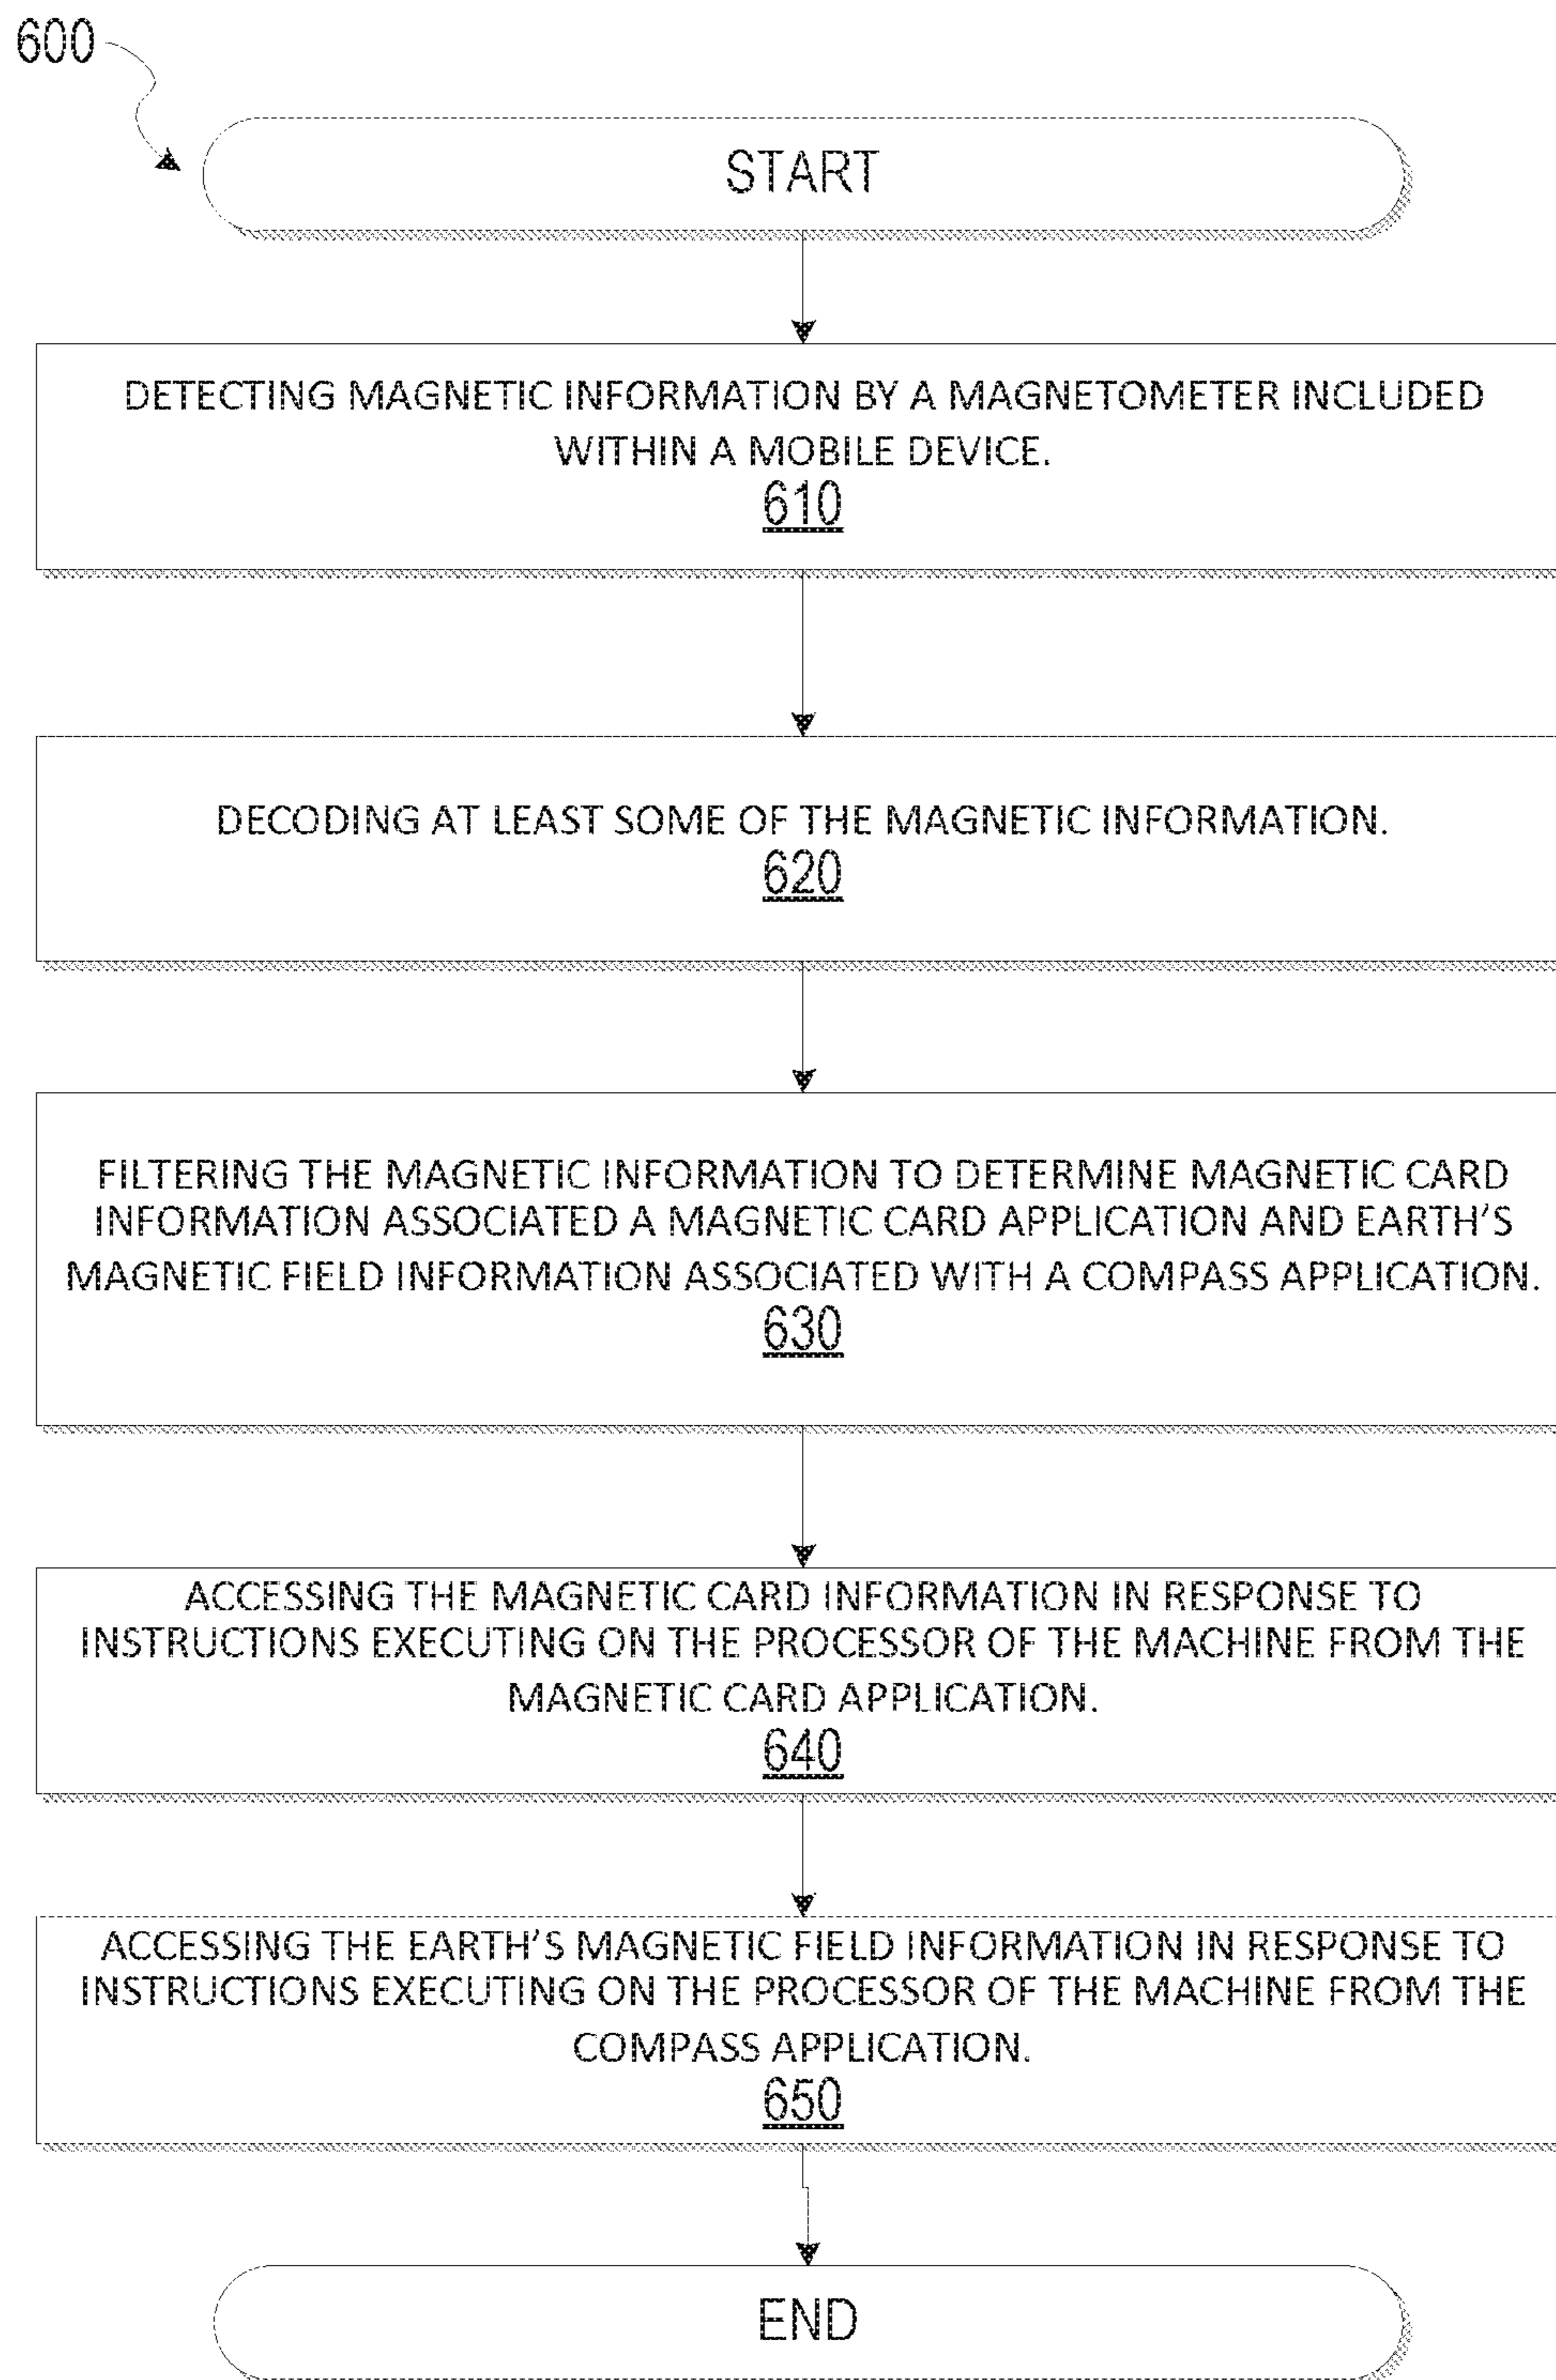 600
START
DETECTING MAGNETIC INFORMATION BY A MAGNETOMETER INCLUDED
WITHIN A MOBILE DEVICE.
610
DECODING AT LEAST SOME OF THE MAGNETIC INFORMATION.
620
FILTERING THE MAGNETIC INFORMATION TO DETERMINE MAGNETIC CARD
INFORMATION ASSOCIATED A MAGNETIC CARD APPLICATION AND EARTH'S
MAGNETIC FIELD INFORMATION ASSOCIATED WITH A COMPASS APPLICATION.
630
ACCESSING THE MAGNETIC CARD INFORMATION IN RESPONSE TO
INSTRUCTIONS EXECUTING ON THE PROCESSOR OF THE MACHINE FROM THE
MAGNETIC CARD APPLICATION.
640
ACCESSING THE EARTH'S MAGNETIC FIELD INFORMATION IN RESPONSE TO
INSTRUCTIONS EXECUTING ON THE PROCESSOR OF THE MACHINE FROM THE
COMPASS APPLICATION.
650
END